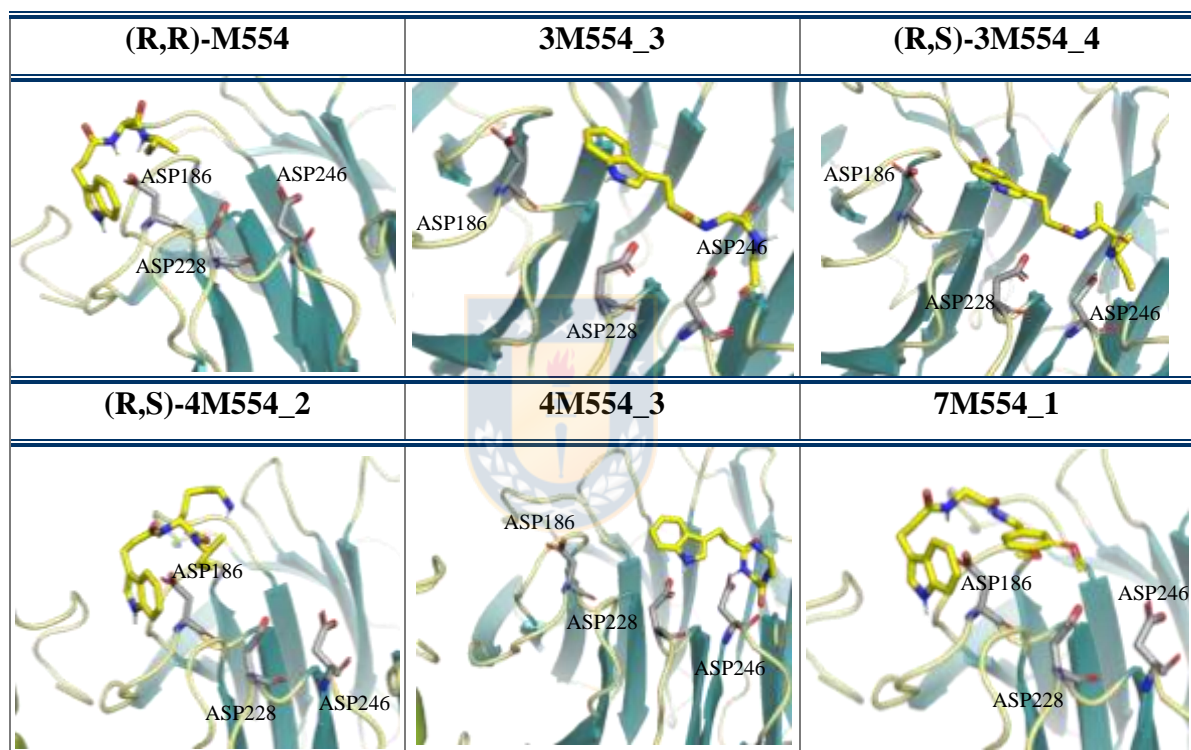 (R,R)-M554
3M554_3
(R,S)-3M554_4
ASP186
ASP246
ASP228
ASP186
ASP246
ASP228
ASP186
ASP228
ASP246
(R,S)-4M554_2
4M554_3
7M554_1
ASP186
ASP228
ASP246
ASP186
ASP228
ASP246
ASP186
ASP246
ASP228